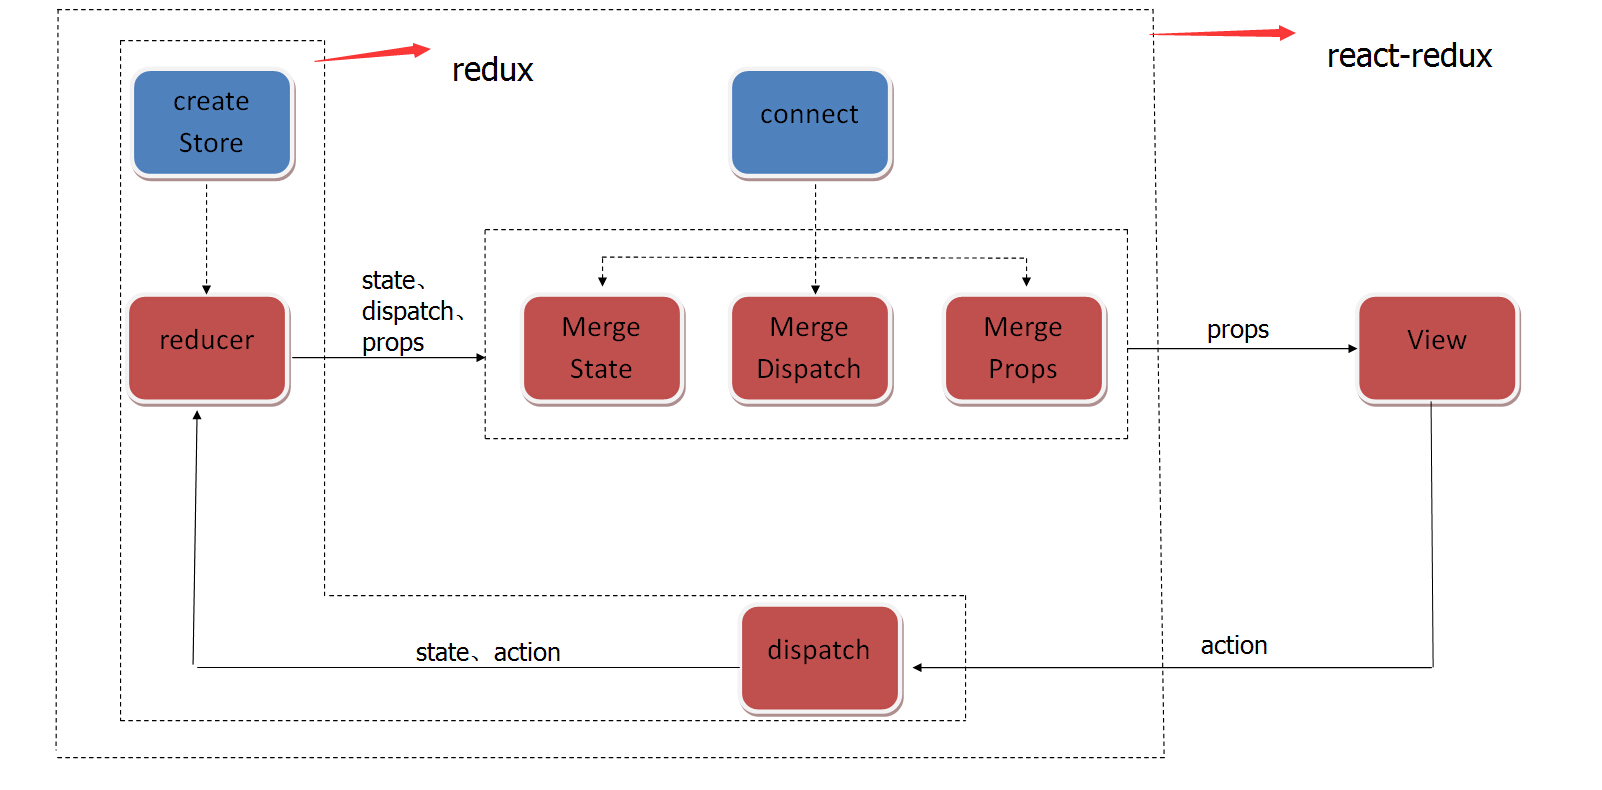 redux
react-redux
create
Store
connect
state、
dispatch、
props
reducer
Merge
State
Merge
Dispatch
Merge
Props
props
View
state、action
dispatch
action